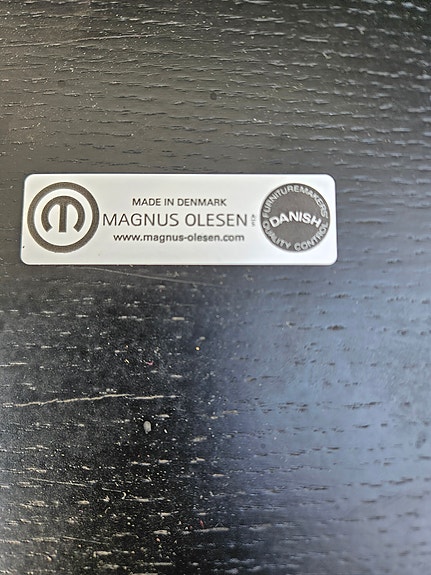 MADE IN DENMARK
MAGNUS OLESEN
www.magnus-olesen.com
FURNITUREMAKERS'
DANISH
QUALITY CONTROL